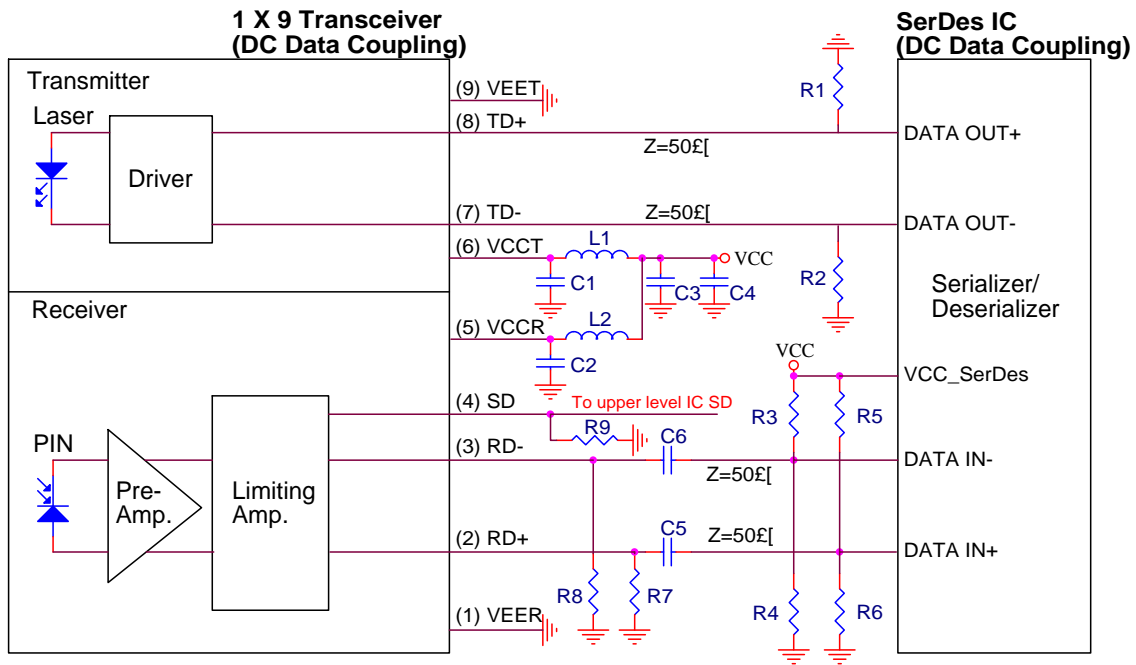 1 X 9 Transceiver
(DC Data Coupling)
SerDes IC
(DC Data Coupling)
Transmitter
Laser
Driver
(9) VEET
(8) TD+
Z=50£[
R1
DATA OUT+
(7) TD-
Z=50£[
DATA OUT-
(6) VCCT
L1
VCC
C1
C3
C4
R2
Serializer/
Deserializer
Receiver
(5) VCCR
L2
C2
VCC
VCC_SerDes
(4) SD
To upper level IC SD
R3
R5
R9
PIN
(3) RD-
C6
Z=50£[
DATA IN-
Pre-
Amp.
Limiting
Amp.
(2) RD+
C5
Z=50£[
DATA IN+
R8
R7
R4
R6
(1) VEER